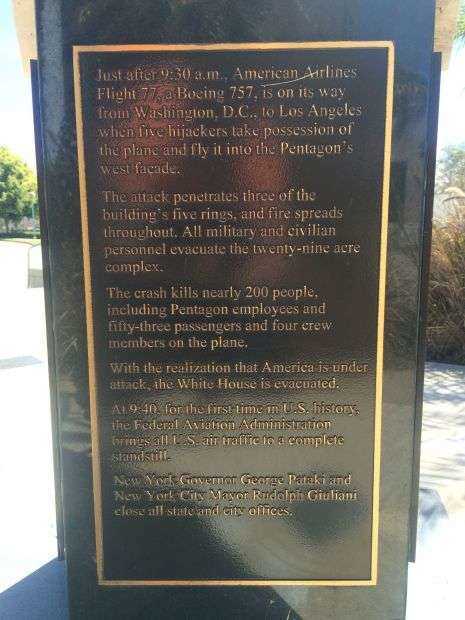 Just after 9:30 a.m., American Airlines
Flight 77, a Boeing 757, is on its way
from Washington, D.C., to Los Angeles
when five hijackers take possession of
the plane and fly it into the Pentagon's
west facade.
The attack penetrates three of the
building's five rings, and fire spreads
throughout. All military and civilian
personnel evacuate the twenty-nine acre
complex.
The crash kills nearly 200 people,
including Pentagon employees and
fifty-three passengers and four crew
members on the plane.
With the realization that America is under
attack, the White House is evacuated.
At 9:40, for the first time in U.S. history,
the Federal Aviation Administration
brings all U.S. air traffic to a complete
standstill.
New York Governor George Pataki and
New York City Mayor Rudolph Giuliani
close all state and city offices.